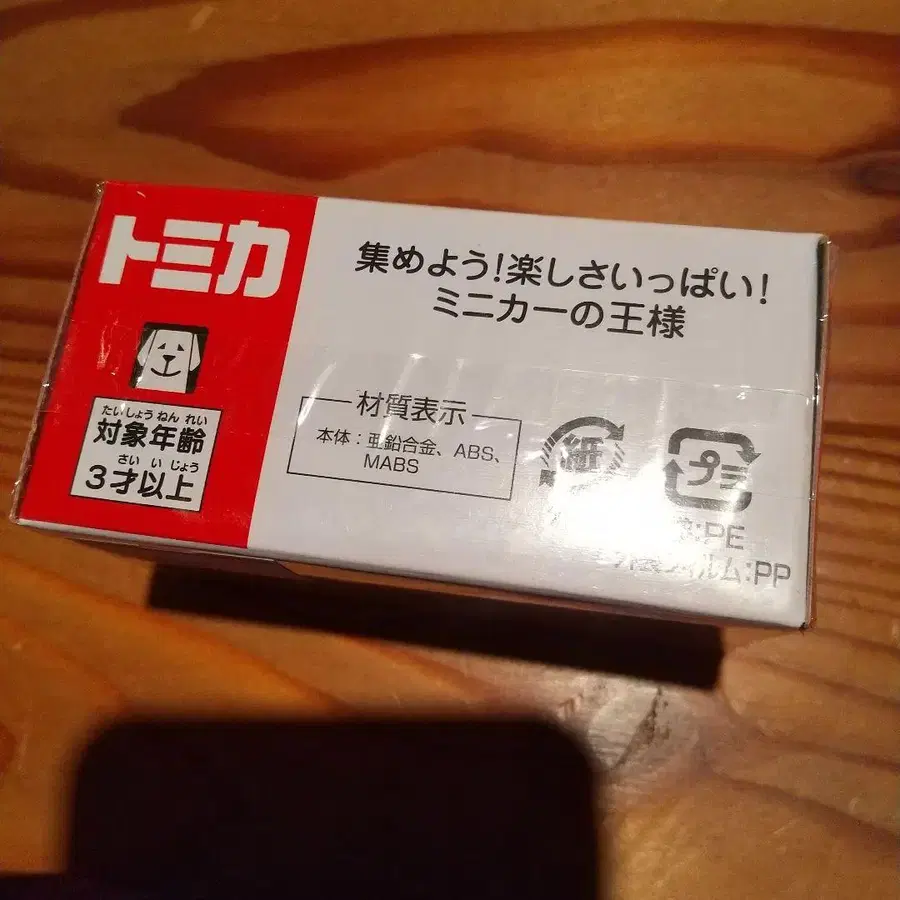 トミカ
たいしょうねんれい
対象年齢
さいいじょう
3才以上
集めよう!楽しさいっぱい!
ミニカーの王様
材質表示
本体:亜鉛合金、ABS、
MABS
紙
プラ
:PE
ルム:PP